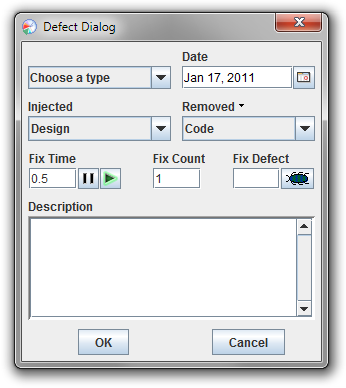 Defect Dialog
Date
Choose a type
Jan 17, 2011
Injected
Removed
Design
Code
Fix Time
Fix Count
Fix Defect
0.5
1
Description
OK
Cancel